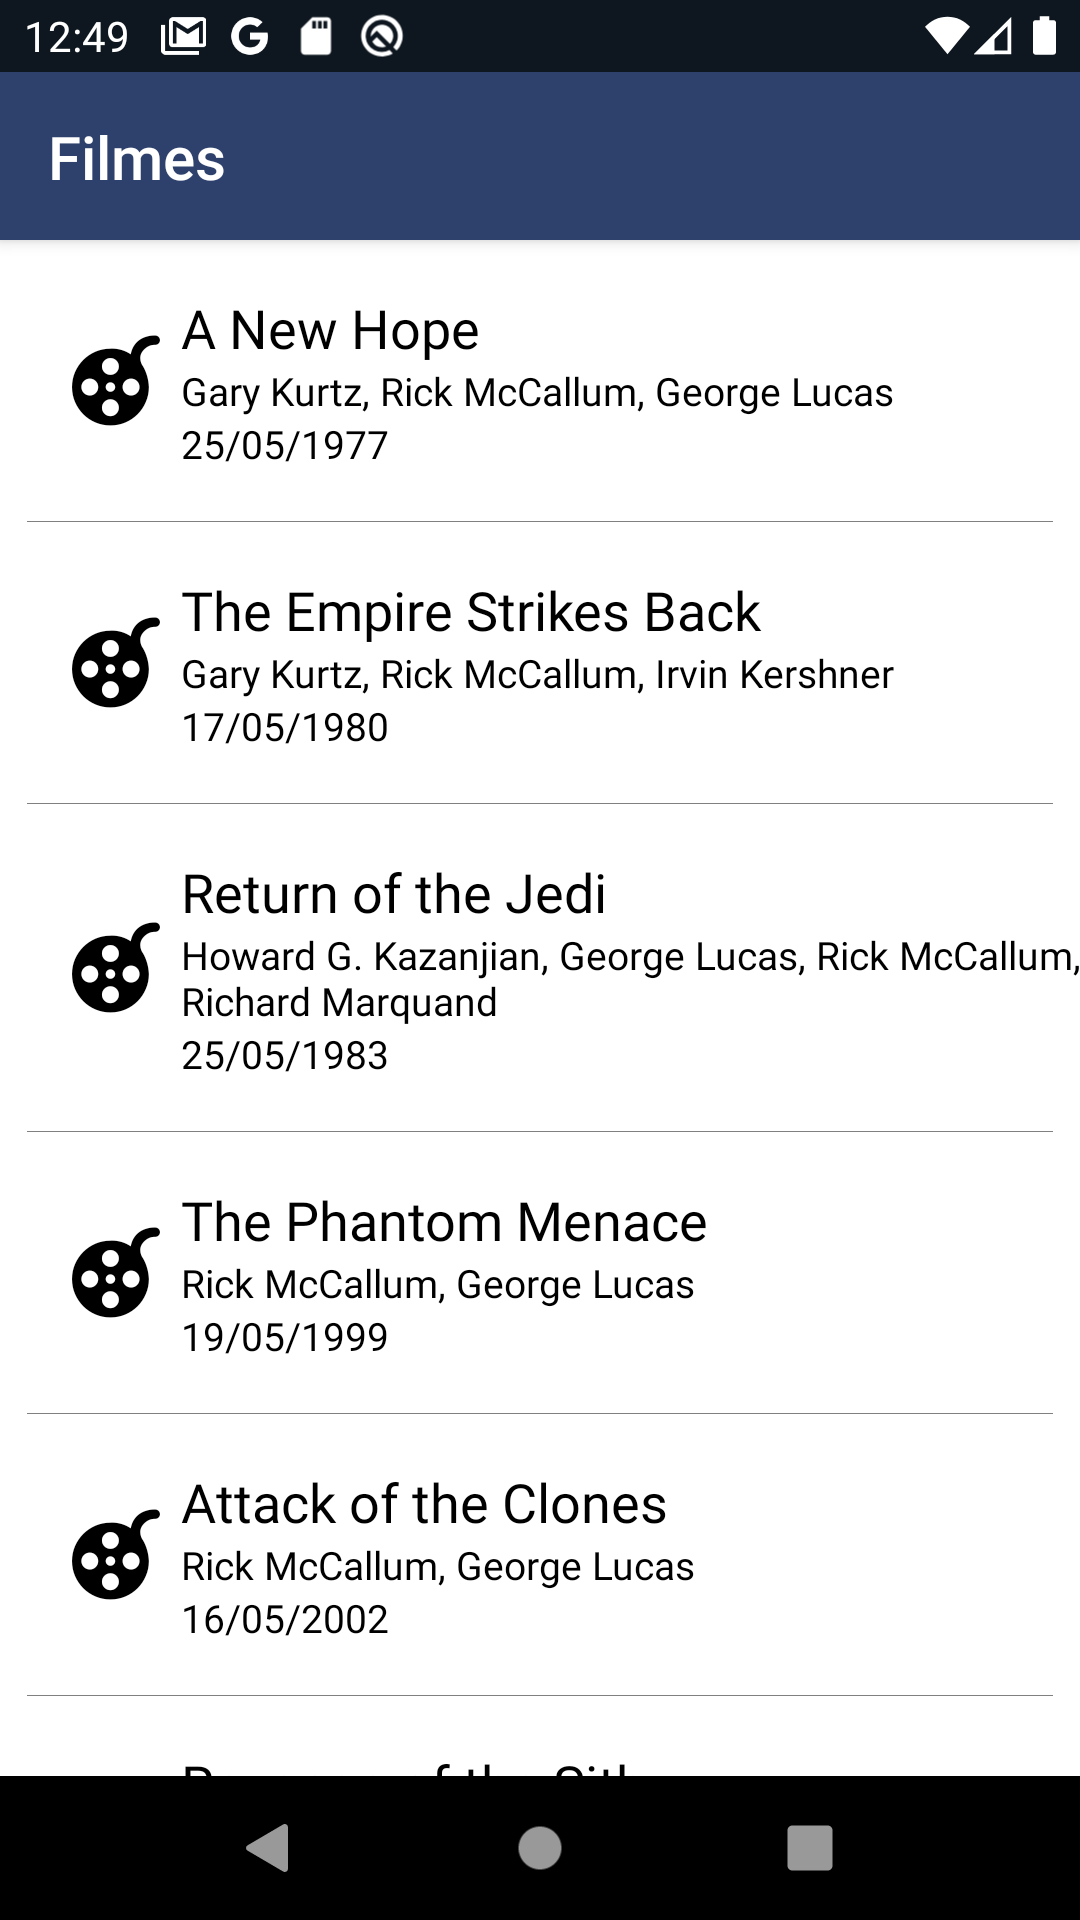 12:49
Filmes
A New Hope
Gary Kurtz, Rick McCallum, George Lucas
25/05/1977
The Empire Strikes Back
Gary Kurtz, Rick McCallum, Irvin Kershner
17/05/1980
Return of the Jedi
Howard G. Kazanjian, George Lucas, Rick McCallum,
Richard Marquand
25/05/1983
The Phantom Menace
Rick McCallum, George Lucas
19/05/1999
Attack of the Clones
Rick McCallum, George Lucas
16/05/2002
of the Sith